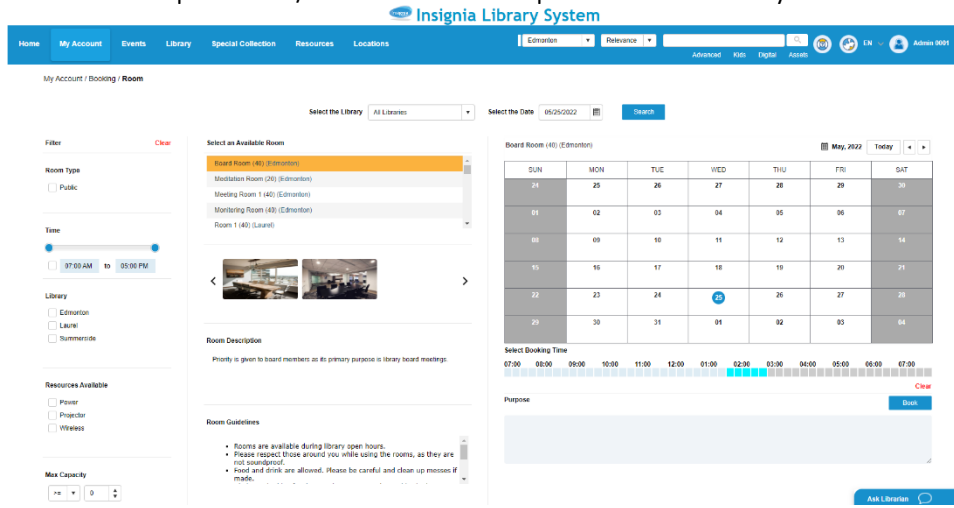 Insignia Library System
Home My Account Events Library Special Collection Resources Locations Edmonton Relevance EN Admin 0001
Advanced Kids Digital Assets
My Account / Booking / Room
Select the Library All Libraries Select the Date 05/25/2022 Search
Filter Clear
Room Type
Public
Time
07:00 AM to 05:00 PM
Library
Edmonton
Laurel
Summerside
Resources Available
Power
Projector
Wireless
Max Capacity
>= 0
Select an Available Room
Board Room (40) (Edmonton)
Meditation Room (20) (Edmonton)
Meeting Room 1 (40) (Edmonton)
Monitoring Room (40) (Edmonton)
Room 1 (40) (Laurel)
Room Description
Priority is given to board members as its primary purpose is library board meetings
Room Guidelines
• Rooms are available during library open hours.
• Please respect those around you while using the rooms, as they are
not soundproof.
• Food and drink are allowed. Please be careful and clean up messes if
made.
Board Room (40) (Edmonton) May, 2022 Today
SUN MON TUE WED THU FRI SAT
24 25 26 27 28 29 30
01 02 03 04 05 06 07
08 09 10 11 12 13 14
15 16 17 18 19 20 21
22 23 24 25 26 27 28
29 30 31 01 02 03 04
Select Booking Time
07:00 08:00 09:00 10:00 11:00 12:00 01:00 02:00 03:00 04:00 05:00 06:00 07:00
Clear
Purpose Book
Ask Librarian